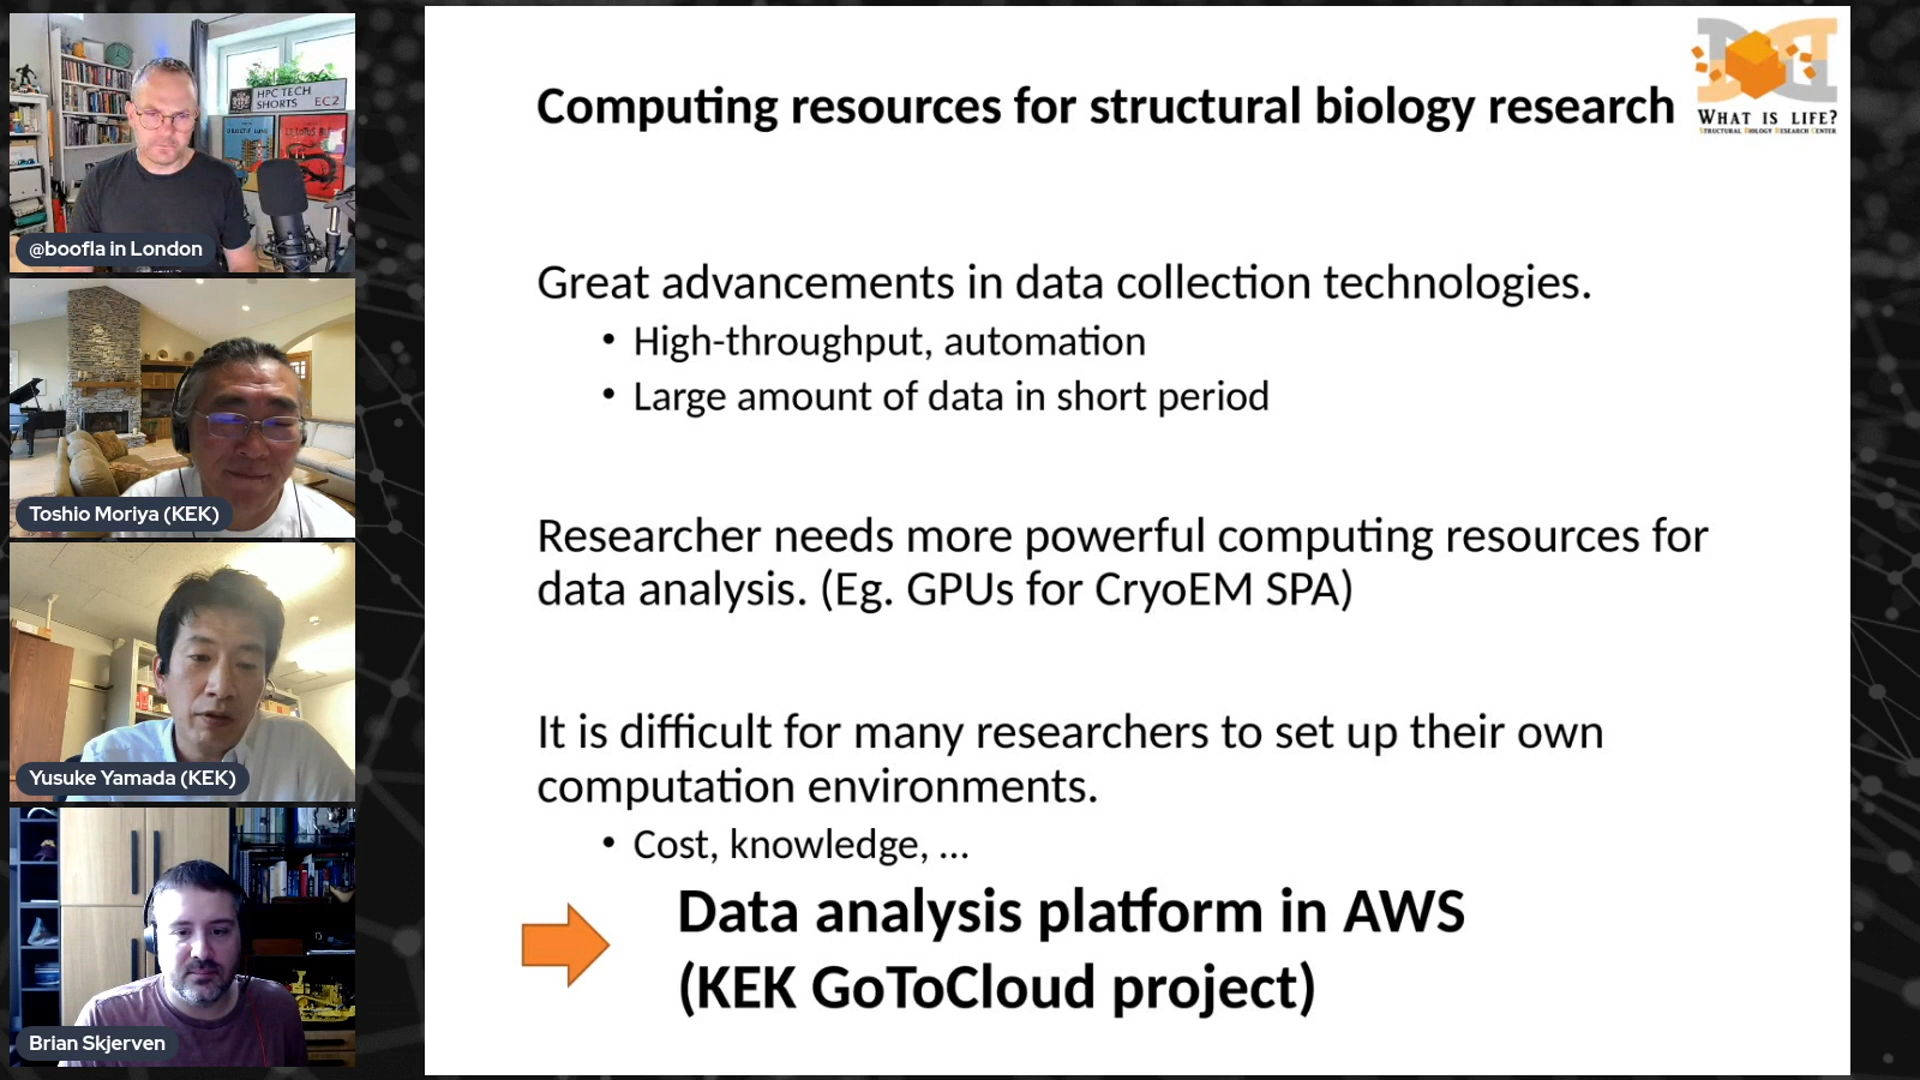 HPC TECH
SHORTS EC2
@boofla in London
Toshio Moriya (KEK)
Yusuke Yamada (KEK)
Brian Skjerven
Computing resources for structural biology research
WHAT IS LIFE?
STRUCTURAL BIOLOGY RESEARCH CENTER
Great advancements in data collection technologies.
• High-throughput, automation
• Large amount of data in short period
Researcher needs more powerful computing resources for
data analysis. (Eg. GPUs for CryoEM SPA)
It is difficult for many researchers to set up their own
computation environments.
• Cost, knowledge, ...
Data analysis platform in AWS
(KEK GoToCloud project)